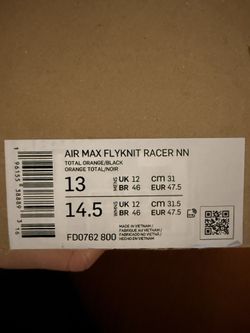 AIR MAX FLYKNIT RACER NN
TOTAL ORANGE/BLACK
ORANGE TOTAL/NOIR
13 MENS UK 12 cm 31
BR 46 EUR 47.5
14.5 UK 12 cm 31.5
BR 46 EUR 47.5
FD0762 800
MADE IN VIETNAM /
FABRIQUÉ AU VIETNAM /
FABRICADO NO VIETNÃ /
HECHO EN VIETNAM